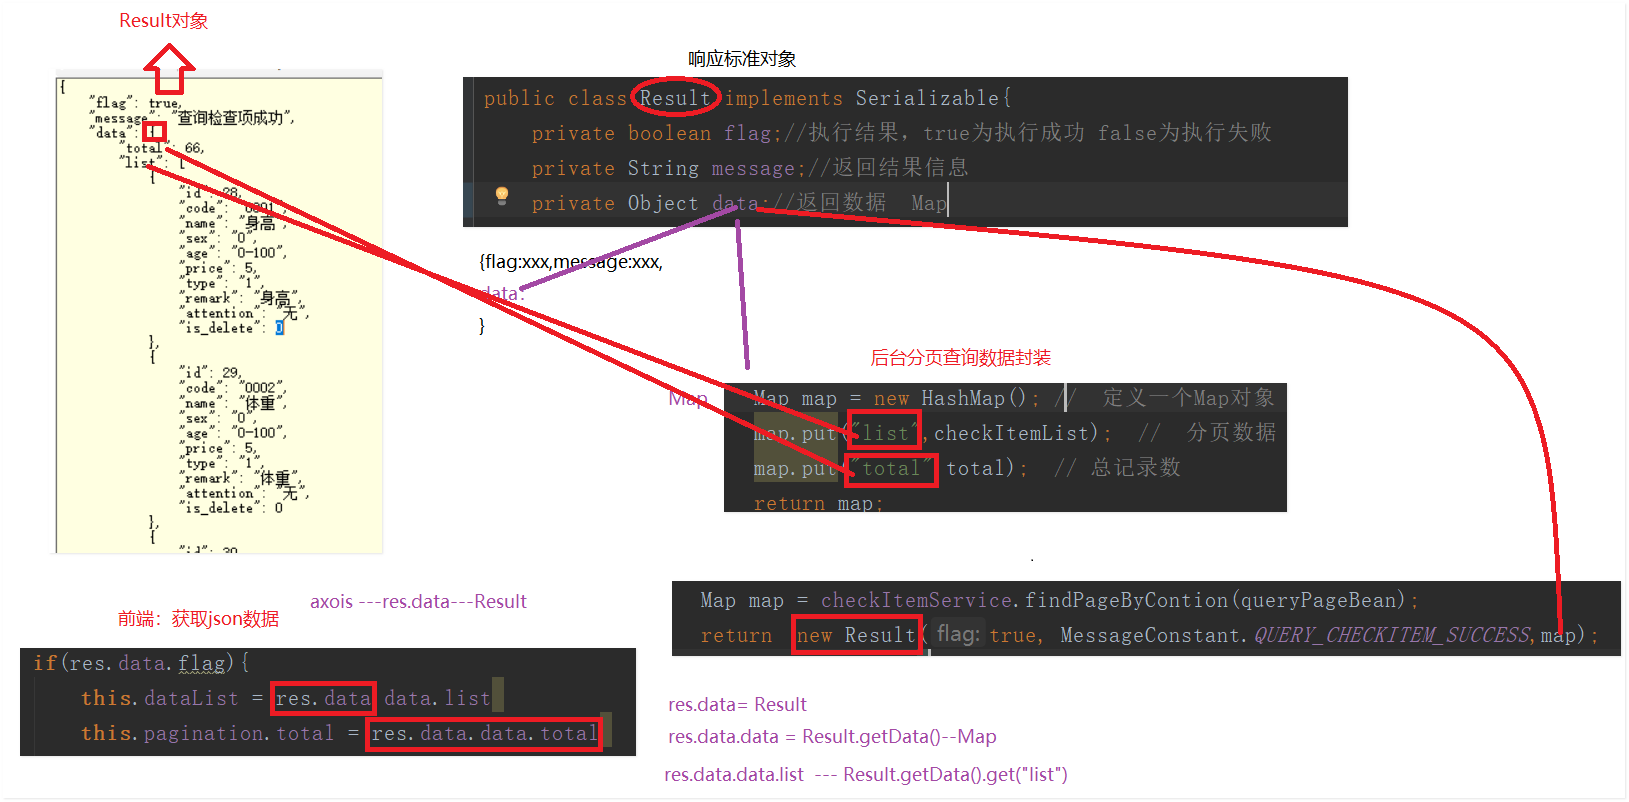 Result对象
{
"flag": true,
"message": "查询检查项成功",
"data": {
"total": 66,
"list": [
{
"id": 28,
"code": "0001",
"name": "身高",
"sex": "0",
"age": "0-100",
"price": 5,
"type": "1",
"remark": "身高",
"attention": "无",
"is_delete": 0
},
{
"id": 29,
"code": "0002",
"name": "体重",
"sex": "0",
"age": "0-100",
"price": 5,
"type": "1",
"remark": "体重",
"attention": "无",
"is_delete": 0
},
{
"id": 30
响应标准对象
public class Result implements Serializable{
private boolean flag;//执行结果，true为执行成功 false为执行失败
private String message;//返回结果信息
private Object data;//返回数据 Map
{flag:xxx,message:xxx,
data:
}
后台分页查询数据封装
Map
Map map = new HashMap(); // 定义一个Map对象
map.put("list",checkItemList); // 分页数据
map.put("total" total); // 总记录数
return map;
Map map = checkItemService.findPageByContion(queryPageBean);
return new Result( flag: true, MessageConstant.QUERY_CHECKITEM_SUCCESS,map);
axois ---res.data---Result
前端：获取json数据
if(res.data.flag){
this.dataList = res.data data.list
this.pagination.total = res.data.data.total
res.data= Result
res.data.data = Result.getData()--Map
res.data.data.list --- Result.getData().get("list")